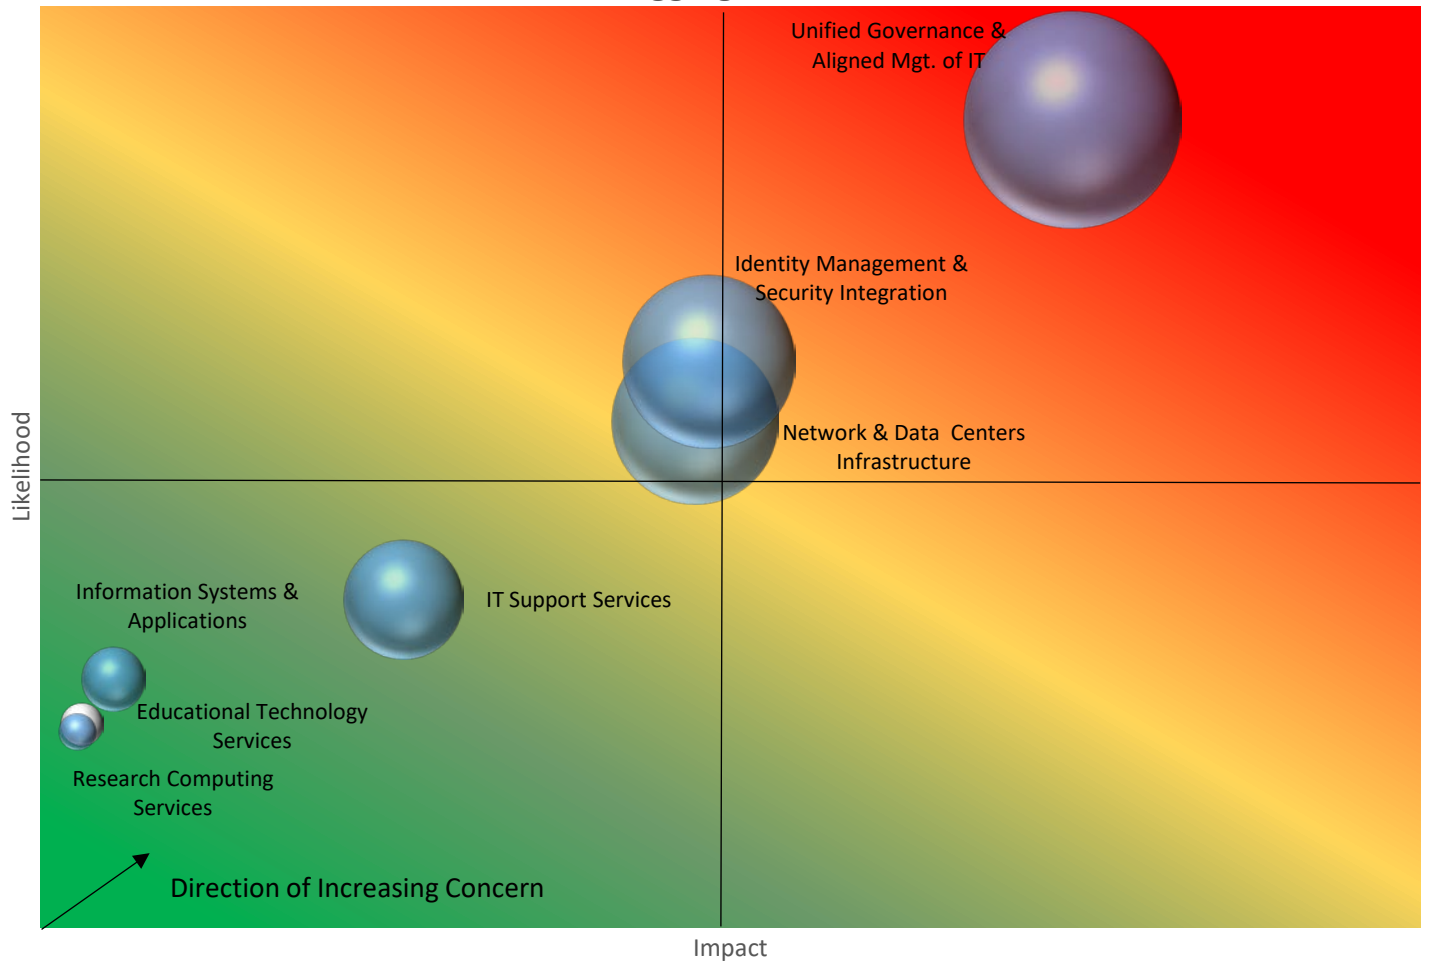 Unified Governance &
Aligned Mgt. of IT
Identity Management &
Security Integration
Network & Data  Centers
Infrastructure
Likelihood
Information Systems &
Applications
IT Support Services
Educational Technology
Services
Research Computing
Services
Direction of Increasing Concern
Impact